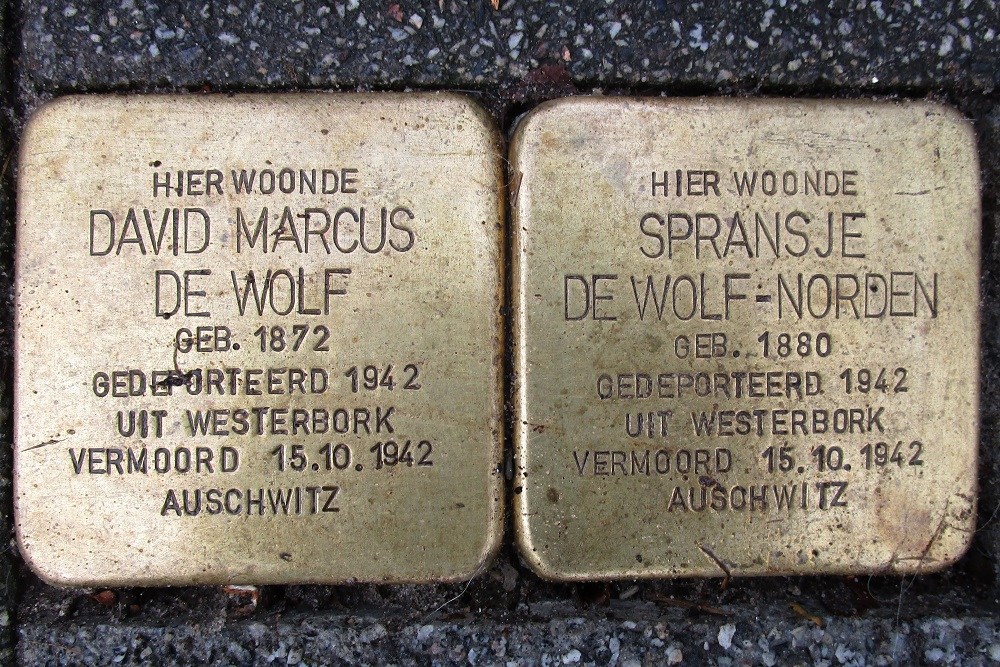 HIER WOONDE
DAVID MARCUS
DE WOLF
GEB. 1872
GEDEPORTEERD 1942
UIT WESTERBORK
VERMOORD 15.10.1942
AUSCHWITZ
HIER WOONDE
SPRANSJE
DE WOLF-NORDEN
GEB. 1880
GEDEPORTEERD 1942
UIT WESTERBORK
VERMOORD 15.10.1942
AUSCHWITZ